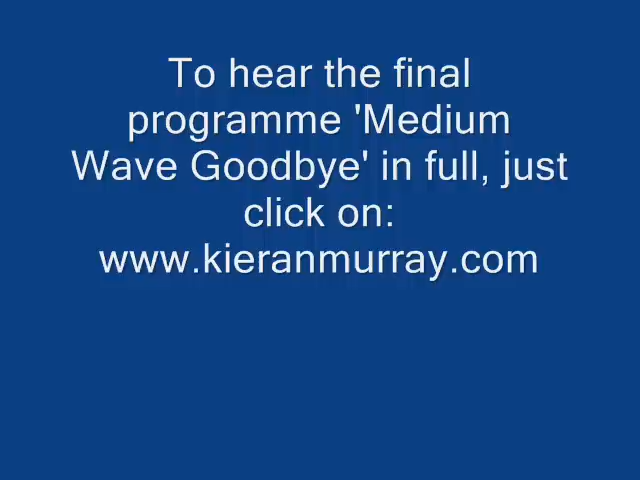 To hear the final
programme 'Medium
Wave Goodbye' in full, just
click on:
www.kieranmurray.com